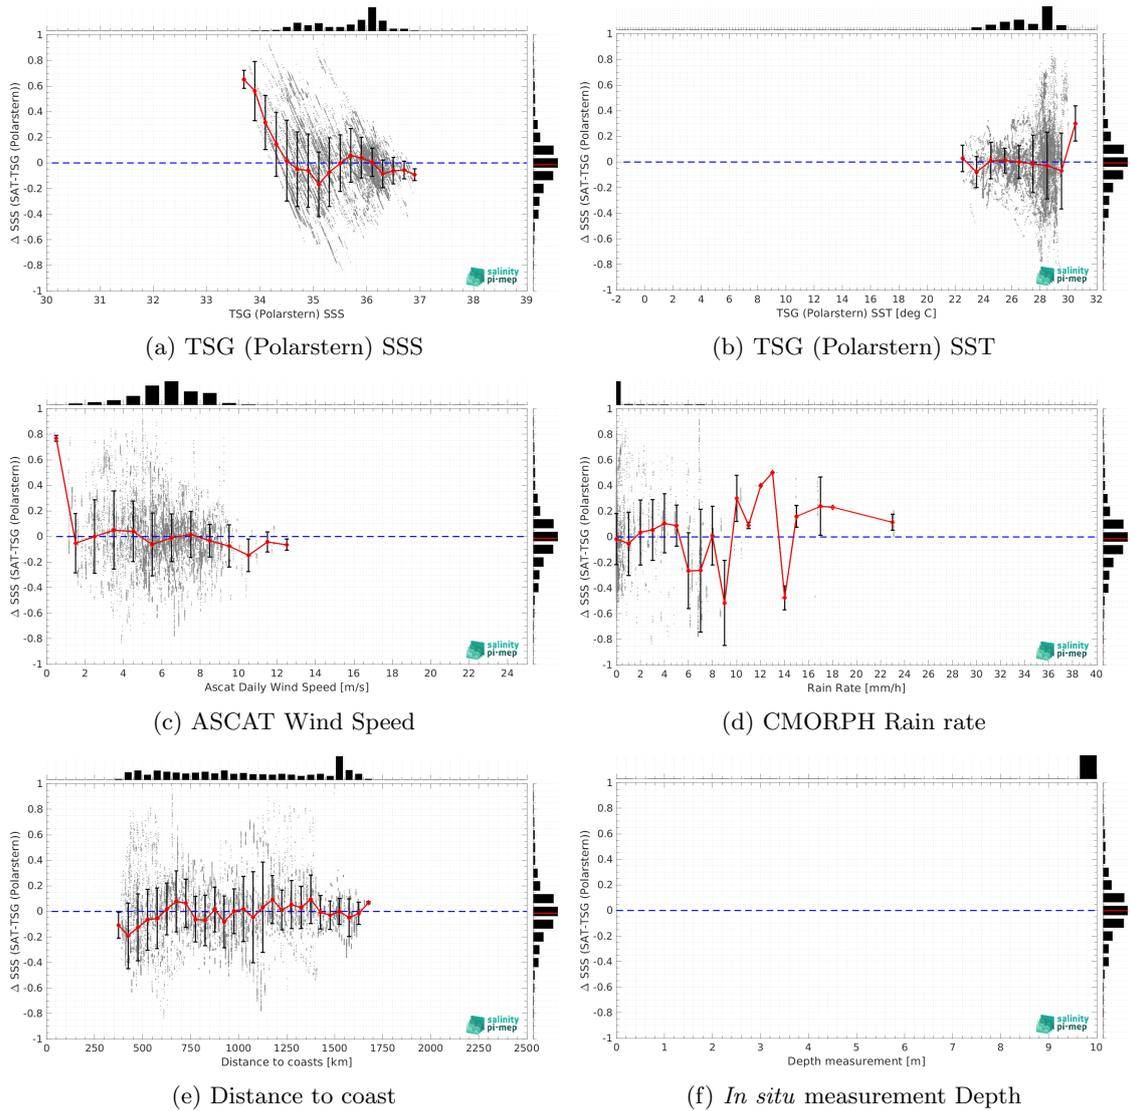 1
0.8
0.6
0.4
0.2
0
-0.2
-0.4
-0.6
-0.8
-1
Δ SSS (SAT-TSG (Polarstern))
30 31 32 33 34 35 36 37 38 39
TSG (Polarstern) SSS
salinity
pi-mep
(a) TSG (Polarstern) SSS
1
0.8
0.6
0.4
0.2
0
-0.2
-0.4
-0.6
-0.8
-1
Δ SSS (SAT-TSG (Polarstern))
-2 0 2 4 6 8 10 12 14 16 18 20 22 24 26 28 30 32
TSG (Polarstern) SST [deg C]
salinity
pi-mep
(b) TSG (Polarstern) SST
1
0.8
0.6
0.4
0.2
0
-0.2
-0.4
-0.6
-0.8
-1
Δ SSS (SAT-TSG (Polarstern))
0 2 4 6 8 10 12 14 16 18 20 22 24
Ascat Daily Wind Speed [m/s]
salinity
pi-mep
(c) ASCAT Wind Speed
1
0.8
0.6
0.4
0.2
0
-0.2
-0.4
-0.6
-0.8
-1
Δ SSS (SAT-TSG (Polarstern))
0 2 4 6 8 10 12 14 16 18 20 22 24 26 28 30 32 34 36 38 40
Rain Rate [mm/h]
salinity
pi-mep
(d) CMORPH Rain rate
1
0.8
0.6
0.4
0.2
0
-0.2
-0.4
-0.6
-0.8
-1
Δ SSS (SAT-TSG (Polarstern))
0 250 500 750 1000 1250 1500 1750 2000 2250 2500
Distance to coasts [km]
salinity
pi-mep
(e) Distance to coast
1
0.8
0.6
0.4
0.2
0
-0.2
-0.4
-0.6
-0.8
-1
Δ SSS (SAT-TSG (Polarstern))
0 1 2 3 4 5 6 7 8 9 10
Depth measurement [m]
salinity
pi-mep
(f) In situ measurement Depth